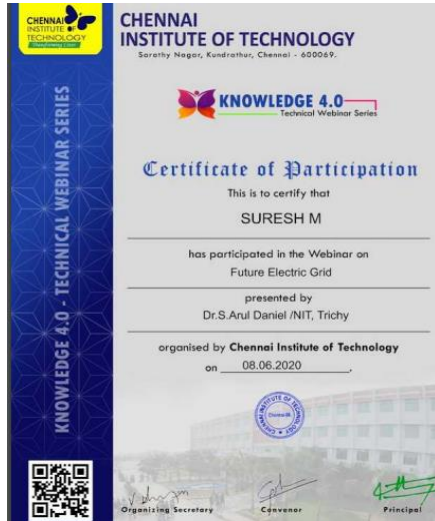 CHENNAI
INSTITUTE OF
TECHNOLOGY
CHENNAI
INSTITUTE OF TECHNOLOGY
Sarathy Nagar, Kundrathur, Chennai - 600069.
KNOWLEDGE 4.0
Technical Webinar Series
KNOWLEDGE 4.0 - TECHNICAL WEBINAR SERIES
Certificate of Participation
This is to certify that
SURESH M
has participated in the Webinar on
Future Electric Grid
presented by
Dr.S.Arul Daniel /NIT, Trichy
organised by Chennai Institute of Technology
on 08.06.2020.
Organizing Secretary
Convenor
Principal